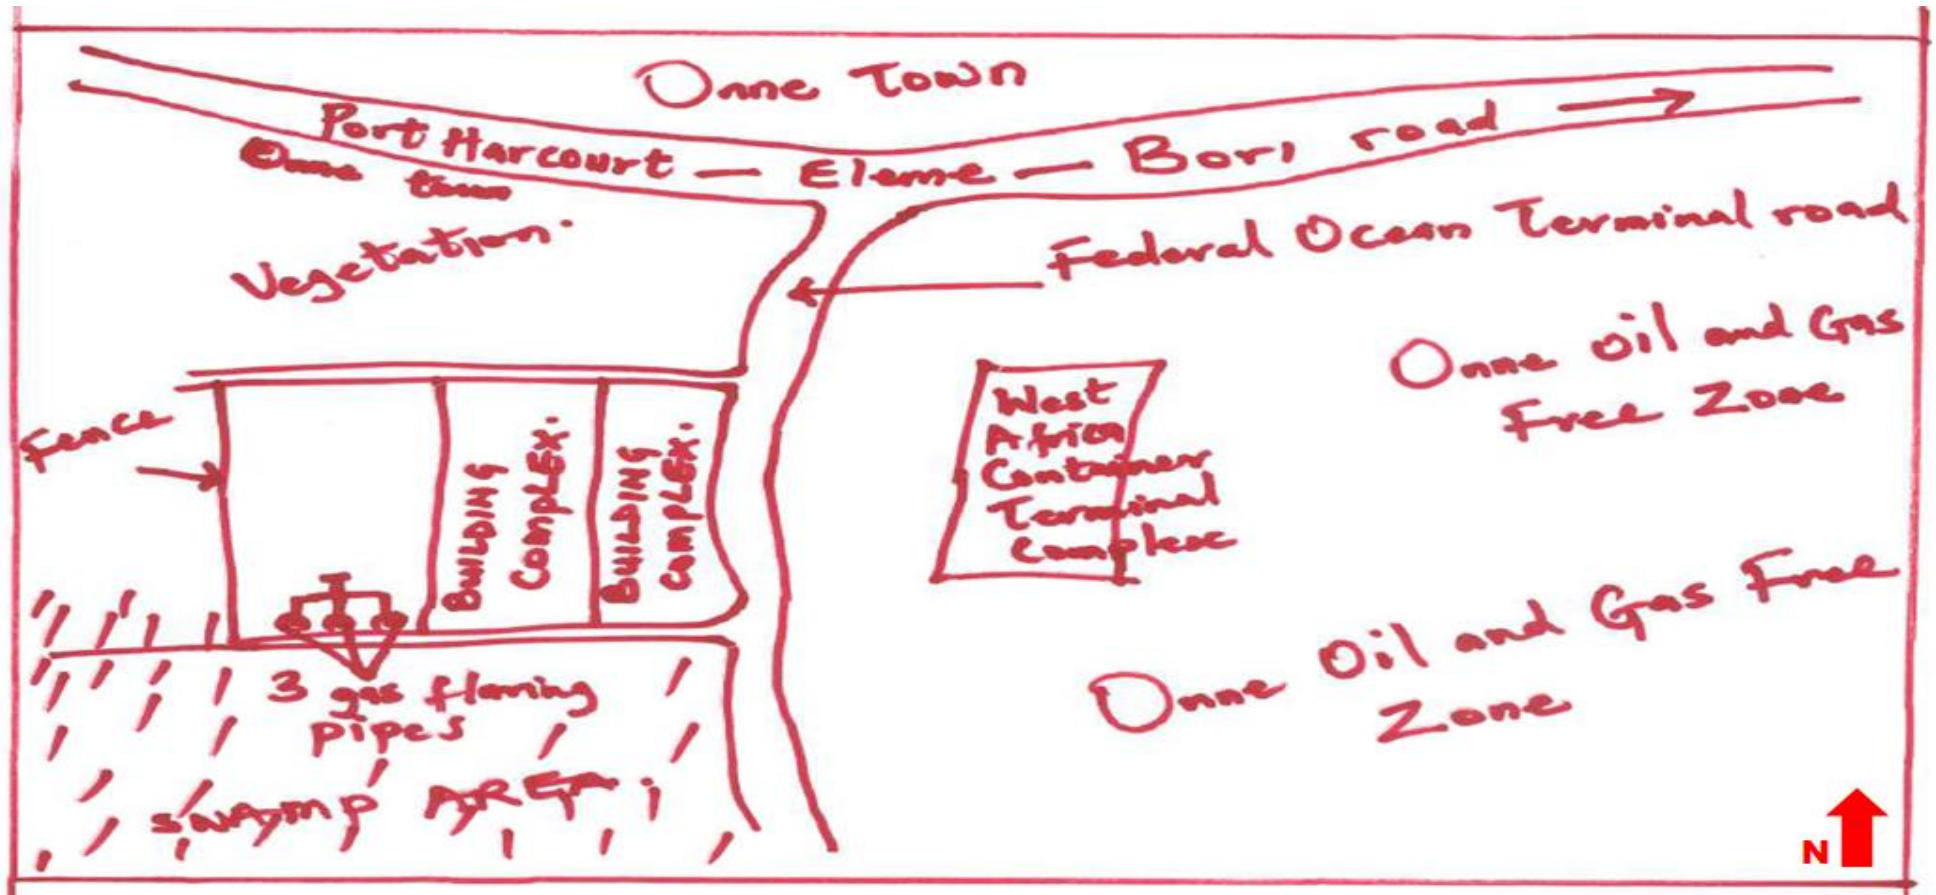 Onne Town
Port Harcourt — Eleme — Bori road
Onne town
Vegetation.
Federal Ocean Terminal road
Onne Oil and Gas
Free Zone
Fence
West
Africa
Container
Terminal
Complex
BUILDING
COMPLEX.
BUILDING
COMPLEX.
Onne Oil and Gas Free
Zone
3 gas flaring
pipes
SWAMP AREA
N